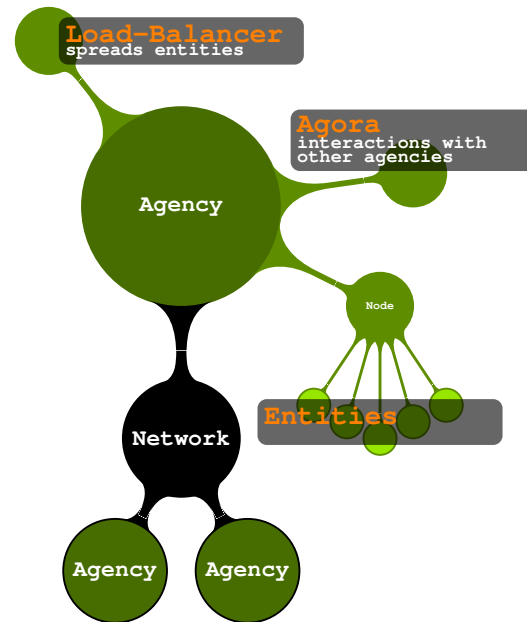 Load-Balancer
spreads entities
Agora
interactions with
other agencies
Agency
Node
Entities
Network
Agency
Agency